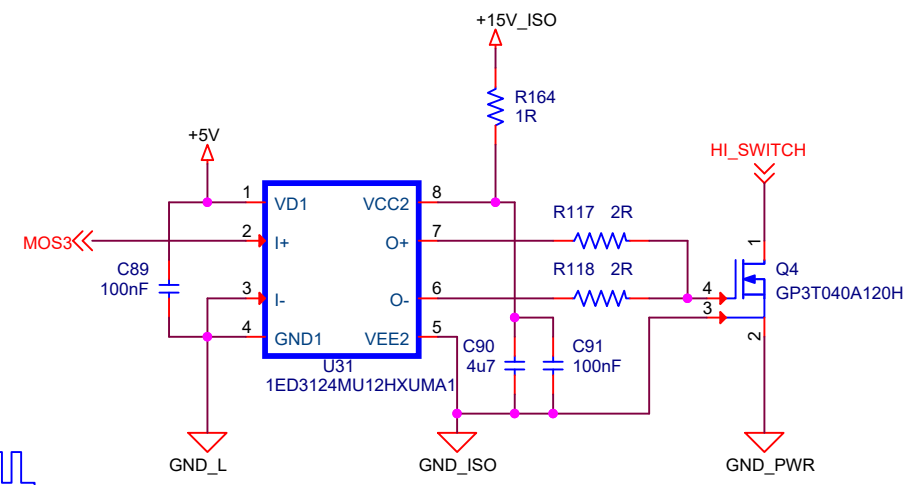 +15V_ISO
R164
1R
+5V
HI_SWITCH
1 VD1 VCC2 8
R117 2R
MOS3 2 I+ O+ 7
1
C89
100nF
R118 2R
Q4
GP3T040A120H
3 I- O- 6
4
3
4 GND1 VEE2 5
2
C90
4u7
C91
100nF
U31
1ED3124MU12HXUMA1
GND_L
GND_ISO
GND_PWR